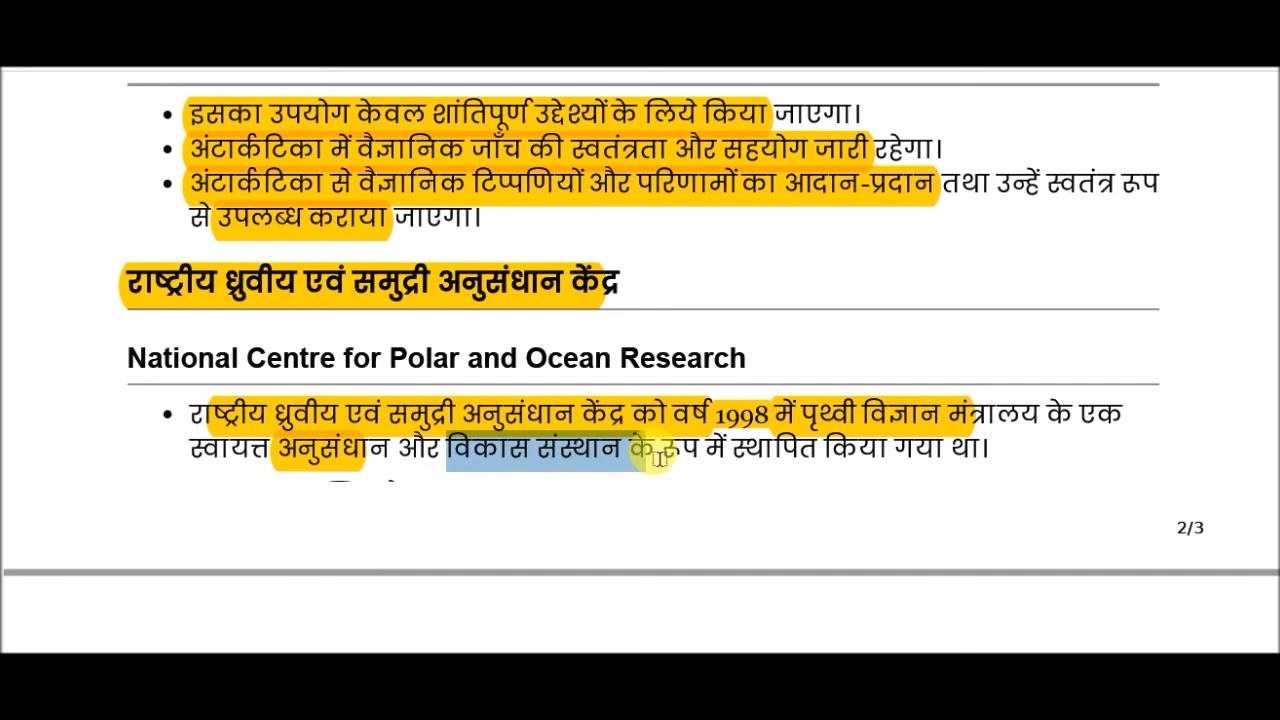 इसका उपयोग केवल शांतिपूर्ण उद्देश्यों के लिये किया जाएगा।
अंटार्कटिका में वैज्ञानिक जाँच की स्वतंत्रता और सहयोग जारी रहेगा।
अंटार्कटिका से वैज्ञानिक टिप्पणियों और परिणामों का आदान-प्रदान तथा उन्हें स्वतंत्र रूप
से उपलब्ध कराया जाएगा।
राष्ट्रीय ध्रुवीय एवं समुद्री अनुसंधान केंद्र
National Centre for Polar and Ocean Research
राष्ट्रीय ध्रुवीय एवं समुद्री अनुसंधान केंद्र को वर्ष 1998 में पृथ्वी विज्ञान मंत्रालय के एक
स्वायत्त अनुसंधान और विकास संस्थान के रूप में स्थापित किया गया था।
2/3